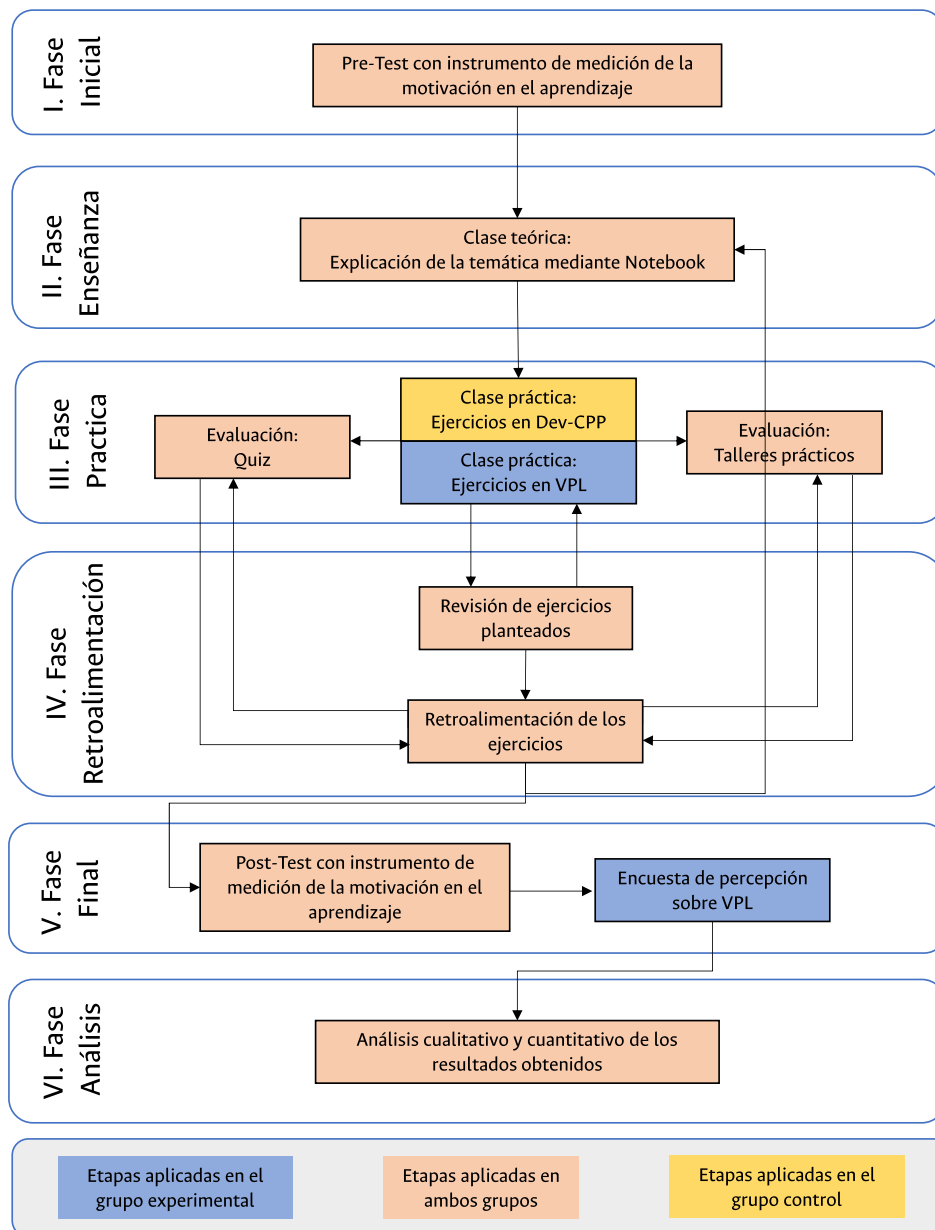 I. Fase
Inicial
Pre-Test con instrumento de medición de la
motivación en el aprendizaje
II. Fase
Enseñanza
Clase teórica:
Explicación de la temática mediante Notebook
III. Fase
Practica
Evaluación:
Quiz
Clase práctica:
Ejercicios en Dev-CPP
Clase práctica:
Ejercicios en VPL
Evaluación:
Talleres prácticos
IV. Fase
Retroalimentación
Revisión de ejercicios
planteados
Retroalimentación de los
ejercicios
V. Fase
Final
Post-Test con instrumento de
medición de la motivación en el
aprendizaje
Encuesta de percepción
sobre VPL
VI. Fase
Análisis
Análisis cualitativo y cuantitativo de los
resultados obtenidos
Etapas aplicadas en el
grupo experimental
Etapas aplicadas en
ambos grupos
Etapas aplicadas en el
grupo control